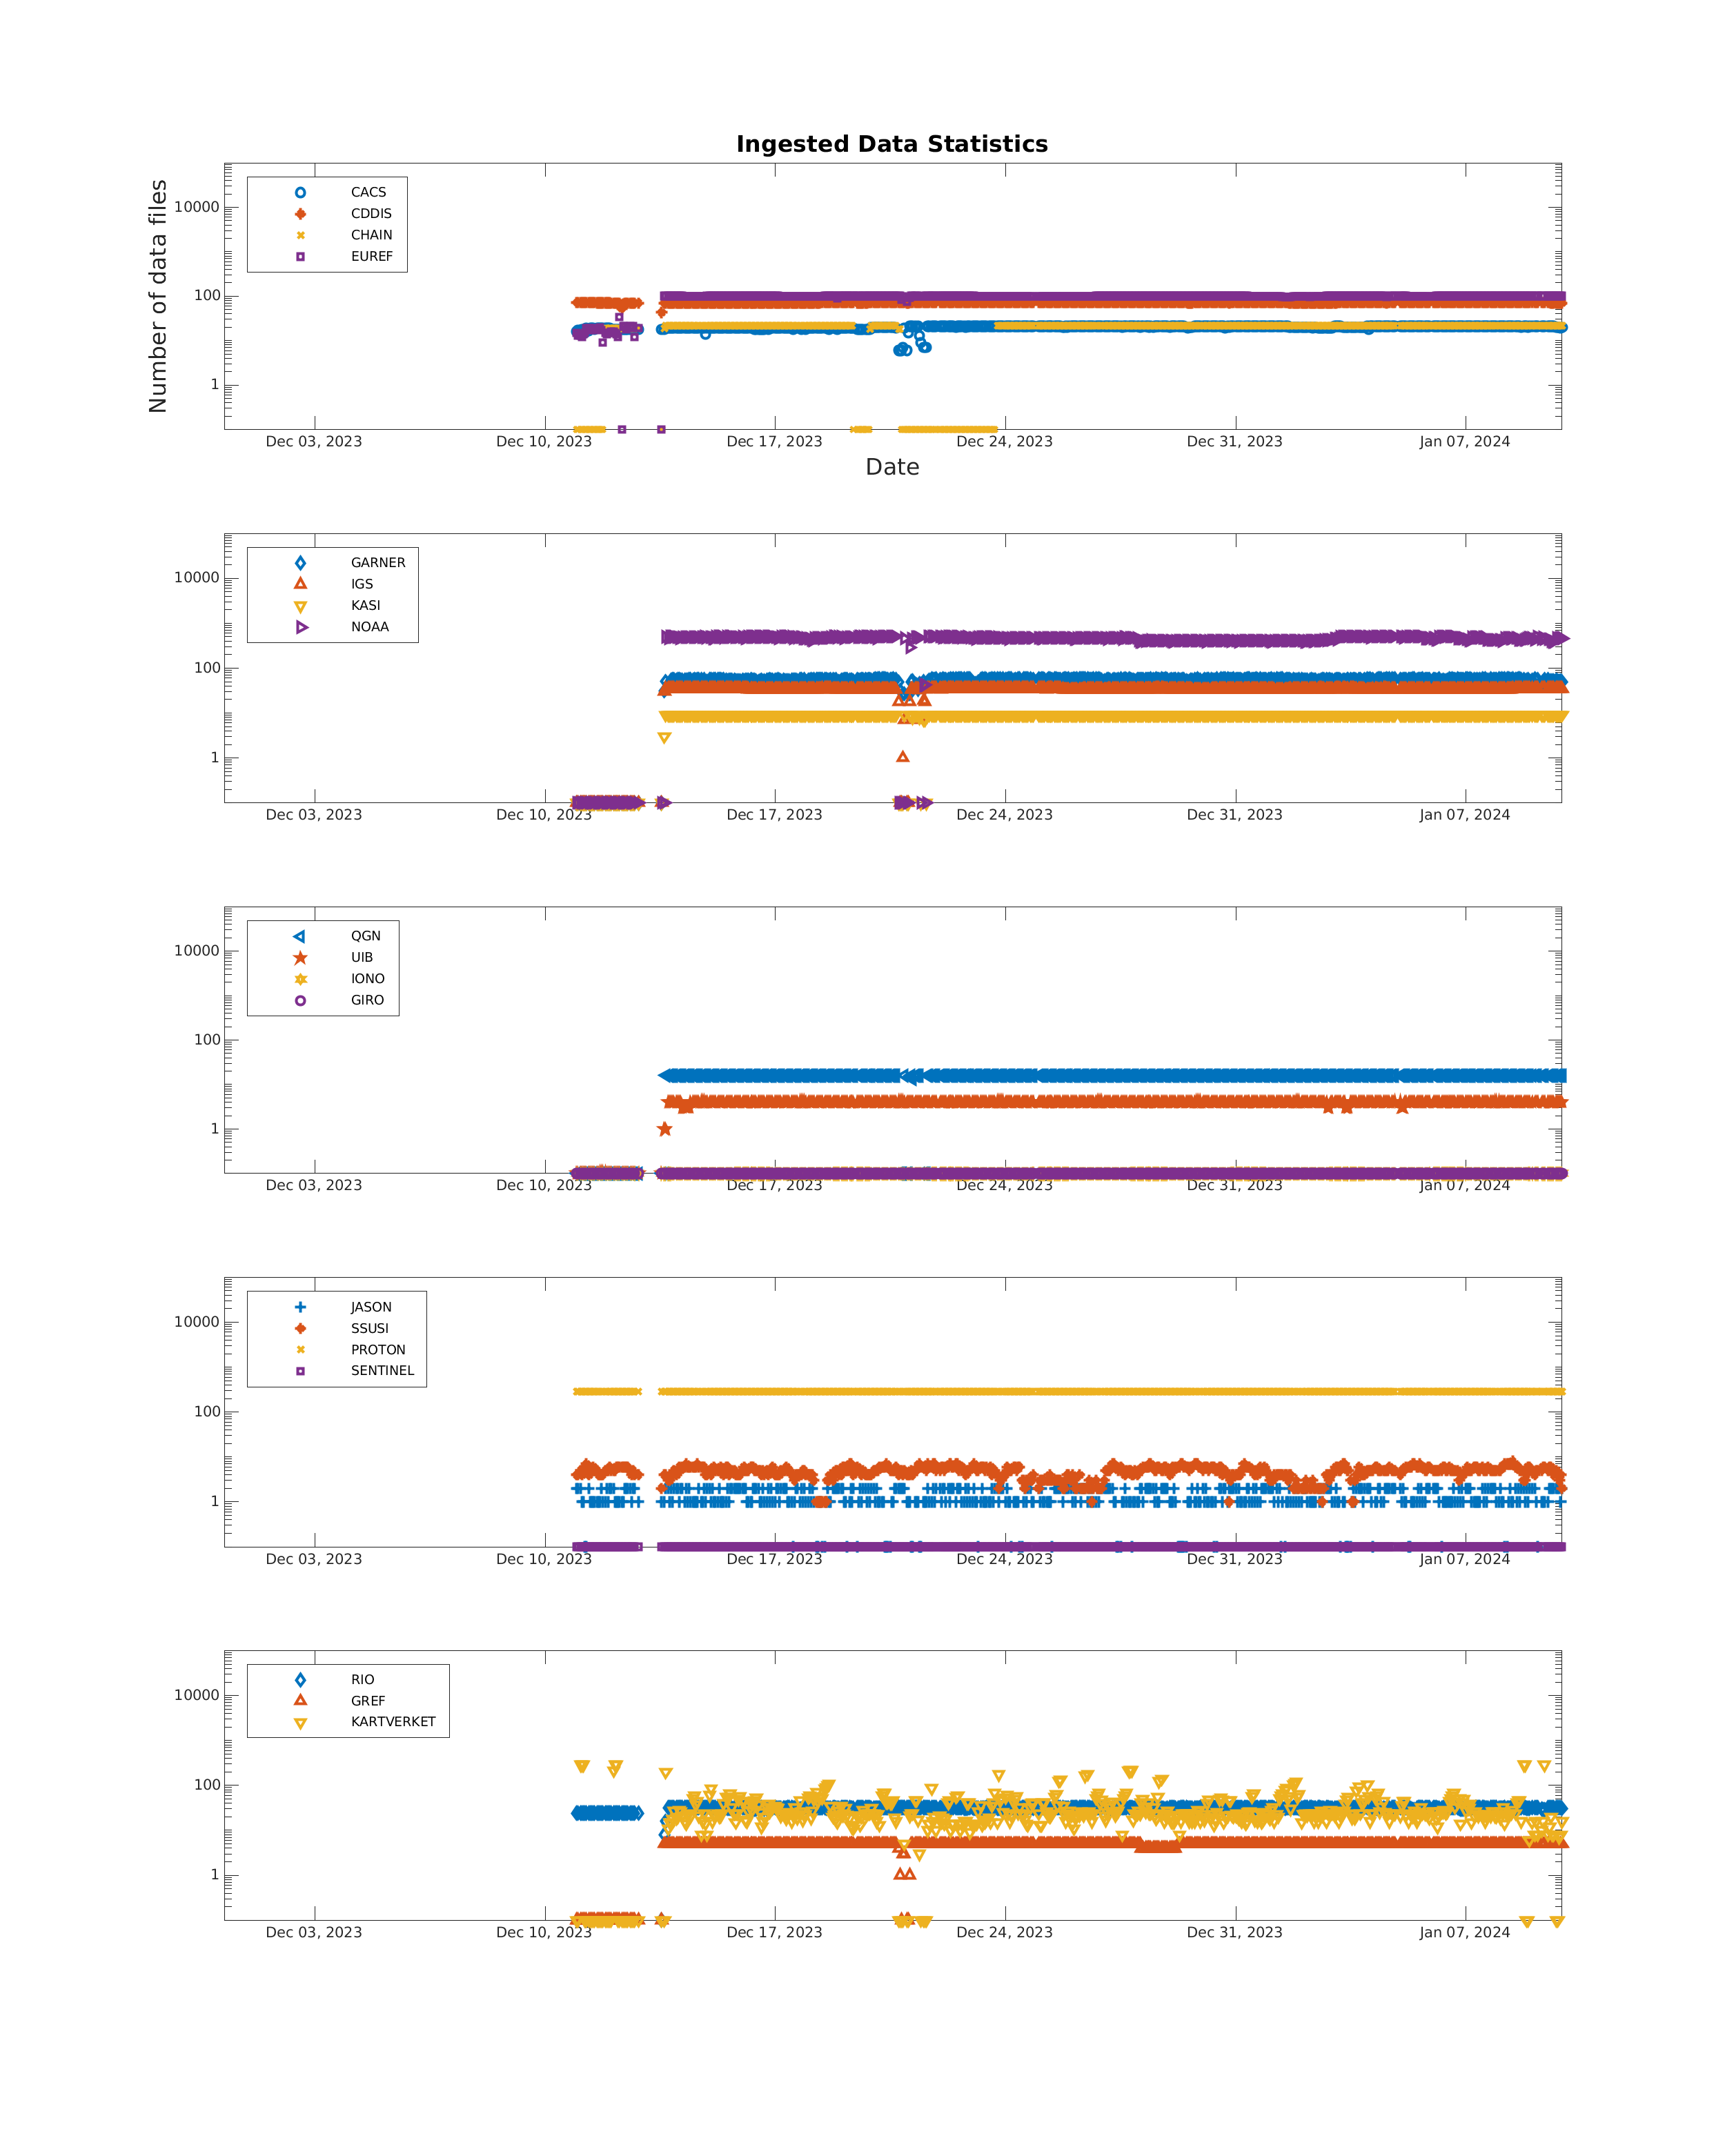 Ingested Data Statistics
Number of data files
10000
100
1
CACS
CDDIS
CHAIN
EUREF
Dec 03, 2023 Dec 10, 2023 Dec 17, 2023 Dec 24, 2023 Dec 31, 2023 Jan 07, 2024
Date
10000
100
1
GARNER
IGS
KASI
NOAA
Dec 03, 2023 Dec 10, 2023 Dec 17, 2023 Dec 24, 2023 Dec 31, 2023 Jan 07, 2024
10000
100
1
QGN
UIB
IONO
GIRO
Dec 03, 2023 Dec 10, 2023 Dec 17, 2023 Dec 24, 2023 Dec 31, 2023 Jan 07, 2024
10000
100
1
JASON
SSUSI
PROTON
SENTINEL
Dec 03, 2023 Dec 10, 2023 Dec 17, 2023 Dec 24, 2023 Dec 31, 2023 Jan 07, 2024
10000
100
1
RIO
GREF
KARTVERKET
Dec 03, 2023 Dec 10, 2023 Dec 17, 2023 Dec 24, 2023 Dec 31, 2023 Jan 07, 2024